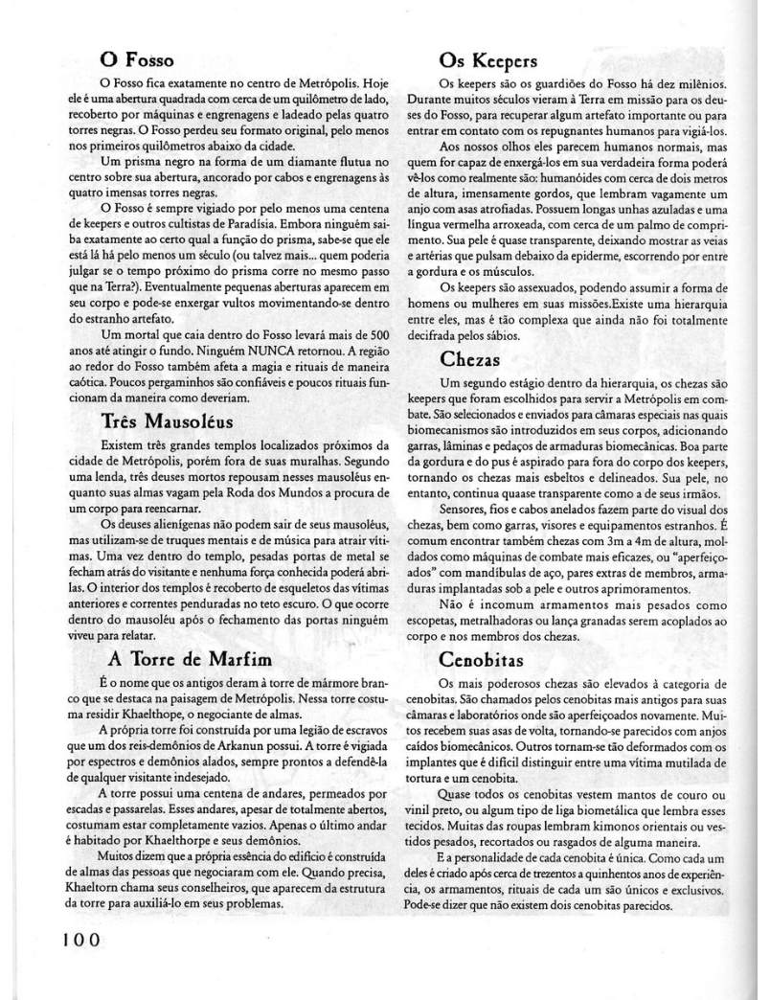 O Fosso
O Fosso fica exatamente no centro de Metrópolis. Hoje
ele é uma abertura quadrada com cerca de um quilômetro de lado,
recoberto por máquinas e engrenagens e ladeado pelas quatro
torres negras. O Fosso perdeu seu formato original, pelo menos
nos primeiros quilômetros abaixo da cidade.
Um prisma negro na forma de um diamante flutua no
centro sobre sua abertura, ancorado por cabos e engrenagens às
quatro imensas torres negras.
O Fosso é sempre vigiado por pelo menos uma centena
de keepers e outros cultistas de Paradísia. Embora ninguém sai-
ba exatamente ao certo qual a função do prisma, sabe-se que ele
está lá há pelo menos um século (ou talvez mais... quem poderia
julgar se o tempo próximo do prisma corre no mesmo passo
que na Terra?). Eventualmente pequenas aberturas aparecem em
seu corpo e pode-se enxergar vultos movimentando-se dentro
do estranho artefato.
Um mortal que caia dentro do Fosso levará mais de 500
anos até atingir o fundo. Ninguém NUNCA retornou. A região
ao redor do Fosso também afeta a magia e rituais de maneira
caótica. Poucos pergaminhos são confiáveis e poucos rituais fun-
cionam da maneira como deveriam.
Três Mausoléus
Existem três grandes templos localizados próximos da
cidade de Metrópolis, porém fora de suas muralhas. Segundo
uma lenda, três deuses mortos repousam nesses mausoléus en-
quanto suas almas vagam pela Roda dos Mundos a procura de
um corpo para reencarnar.
Os deuses alienígenas não podem sair de seus mausoléus,
mas utilizam-se de truques mentais e de música para atrair víti-
mas. Uma vez dentro do templo, pesadas portas de metal se
fecham atrás do visitante e nenhuma força conhecida poderá abri-
las. O interior dos templos é recoberto de esqueletos das vítimas
anteriores e correntes penduradas no teto escuro. O que ocorre
dentro do mausoléu após o fechamento das portas ninguém
viveu para relatar.
A Torre de Marfim
É o nome que os antigos deram à torre de mármore bran-
co que se destaca na paisagem de Metrópolis. Nessa torre costu-
ma residir Khaelthope, o negociante de almas.
A própria torre foi construída por uma legião de escravos
que um dos reis-demônios de Arkanun possui. A torre é vigiada
por espectros e demônios alados, sempre prontos a defendê-la
de qualquer visitante indesejado.
A torre possui uma centena de andares, permeados por
escadas e passarelas. Esses andares, apesar de totalmente abertos,
costumam estar completamente vazios. Apenas o último andar
é habitado por Khaelthorpe e seus demônios.
Muitos dizem que a própria essência do edifício é construída
de almas das pessoas que negociaram com ele. Quando precisa,
Khaeltorn chama seus conselheiros, que aparecem da estrutura
da torre para auxiliá-lo em seus problemas.
Os Keepers
Os keepers são os guardiões do Fosso há dez milênios.
Durante muitos séculos vieram à Terra em missão para os deu-
ses do Fosso, para recuperar algum artefato importante ou para
entrar em contato com os repugnantes humanos para vigiá-los.
Aos nossos olhos eles parecem humanos normais, mas
quem for capaz de enxergá-los em sua verdadeira forma poderá
vê-los como realmente são: humanóides com cerca de dois metros
de altura, imensamente gordos, que lembram vagamente um
anjo com asas atrofiadas. Possuem longas unhas azuladas e uma
língua vermelha arroxeada, com cerca de um palmo de compri-
mento. Sua pele é quase transparente, deixando mostrar as veias
e artérias que pulsam debaixo da epiderme, escorrendo por entre
a gordura e os músculos.
Os keepers são assexuados, podendo assumir a forma de
homens ou mulheres em suas missões.Existe uma hierarquia
entre eles, mas é tão complexa que ainda não foi totalmente
decifrada pelos sábios.
Chezas
Um segundo estágio dentro da hierarquia, os chezas são
keepers que foram escolhidos para servir a Metrópolis em com-
bate. São selecionados e enviados para câmaras especiais nas quais
biomecanismos são introduzidos em seus corpos, adicionando
garras, lâminas e pedaços de armaduras biomecânicas. Boa parte
da gordura e do pus é aspirado para fora do corpo dos keepers,
tornando os chezas mais esbeltos e delineados. Sua pele, no
entanto, continua quaase transparente como a de seus irmãos.
Sensores, fios e cabos anelados fazem parte do visual dos
chezas, bem como garras, visores e equipamentos estranhos. É
comum encontrar também chezas com 3m a 4m de altura, mol-
dados como máquinas de combate mais eficazes, ou “aperfeiço-
ados” com mandíbulas de aço, pares extras de membros, arma-
duras implantadas sob a pele e outros aprimoramentos.
Não é incomum armamentos mais pesados como
escopetas, metralhadoras ou lança granadas serem acoplados ao
corpo e nos membros dos chezas.
Cenobitas
Os mais poderosos chezas são elevados à categoria de
cenobitas. São chamados pelos cenobitas mais antigos para suas
câmaras e laboratórios onde são aperfeiçoados novamente. Mui-
tos recebem suas asas de volta, tornando-se parecidos com anjos
caídos biomecânicos. Outros tornam-se tão deformados com os
implantes que é difícil distinguir entre uma vítima mutilada de
tortura e um cenobita.
Quase todos os cenobitas vestem mantos de couro ou
vinil preto, ou algum tipo de liga biometálica que lembra esses
tecidos. Muitas das roupas lembram kimonos orientais ou ves-
tidos pesados, recortados ou rasgados de alguma maneira.
E a personalidade de cada cenobita é única. Como cada um
deles é criado após cerca de trezentos a quinhentos anos de experiên-
cia, os armamentos, rituais de cada um são únicos e exclusivos.
Pode-se dizer que não existem dois cenobitas parecidos.
100